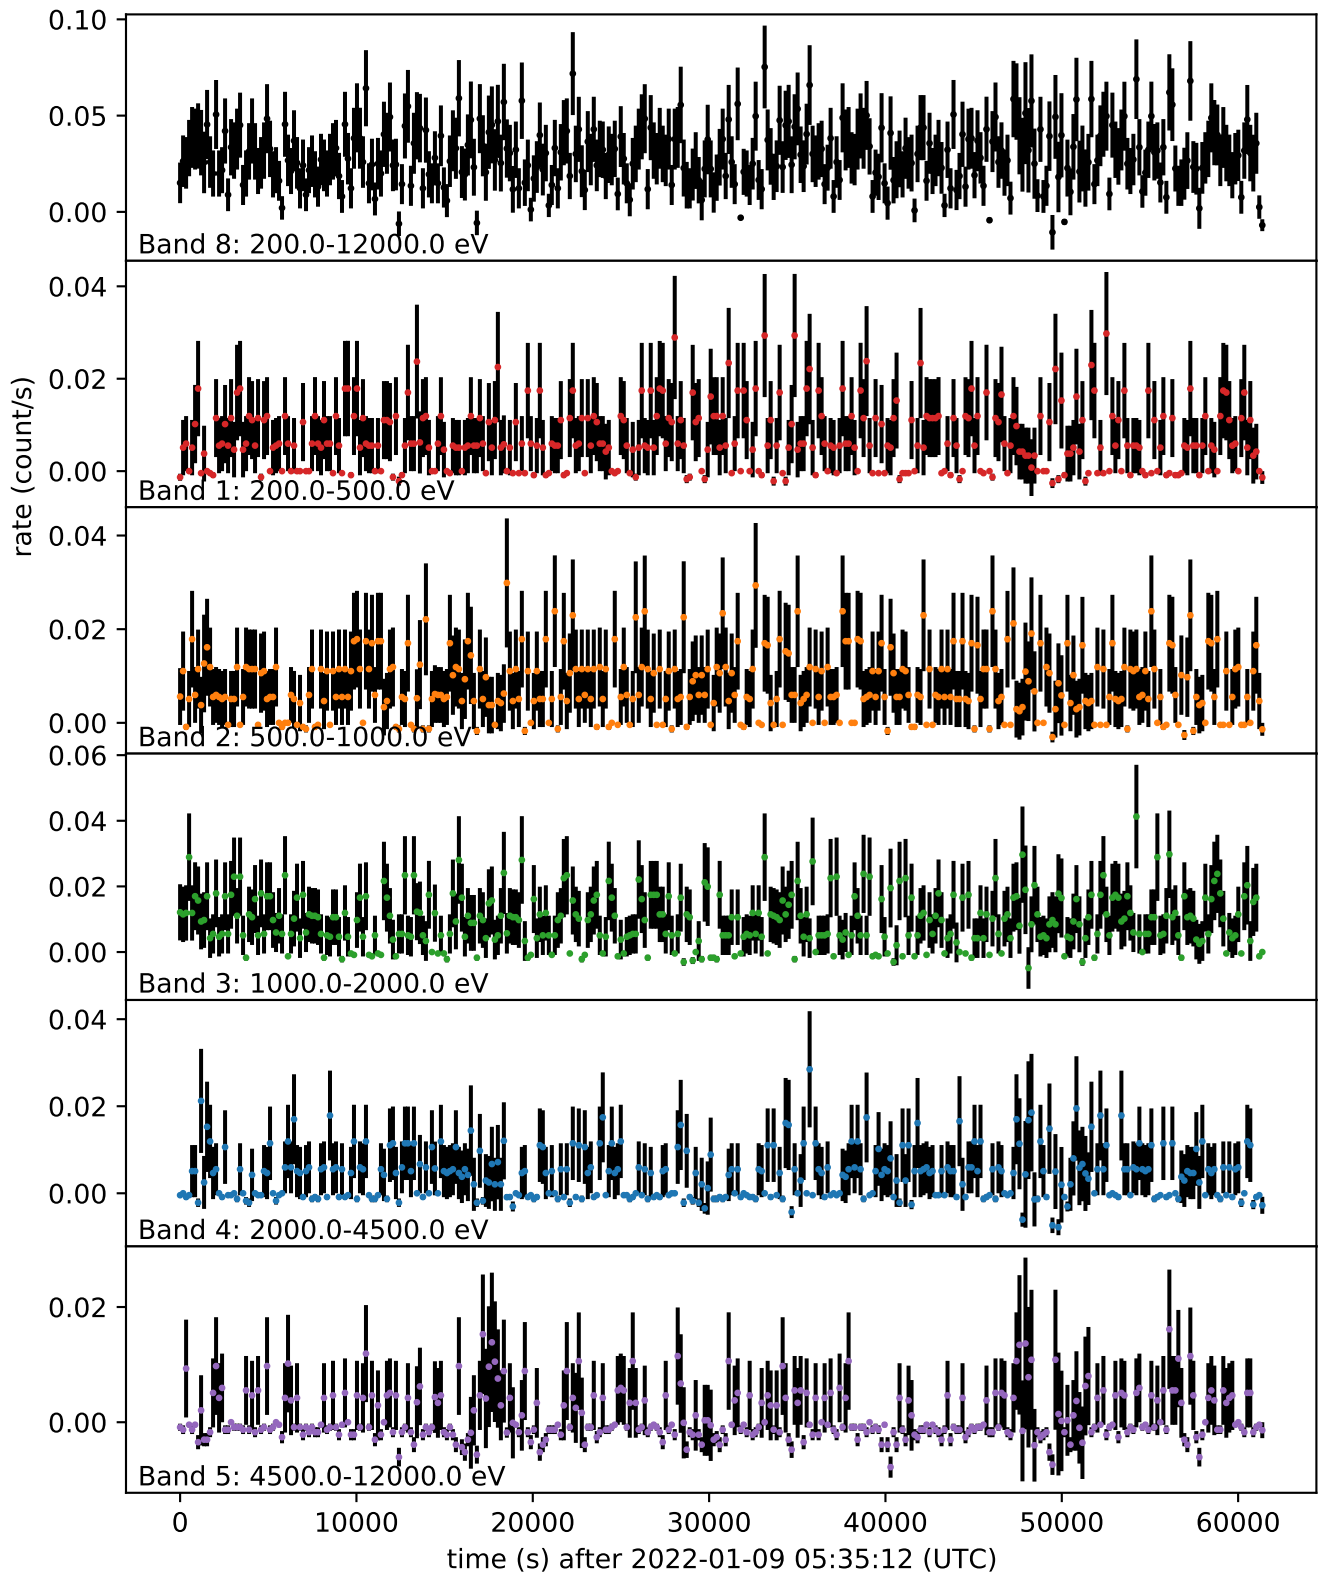 0.10
0.05
0.00
Band 8: 200.0-12000.0 eV
0.04
0.02
0.00
Band 1: 200.0-500.0 eV
rate (count/s)
0.04
0.02
0.00
Band 2: 500.0-1000.0 eV
0.06
0.04
0.02
0.00
Band 3: 1000.0-2000.0 eV
0.04
0.02
0.00
Band 4: 2000.0-4500.0 eV
0.02
0.00
Band 5: 4500.0-12000.0 eV
0 10000 20000 30000 40000 50000 60000
time (s) after 2022-01-09 05:35:12 (UTC)